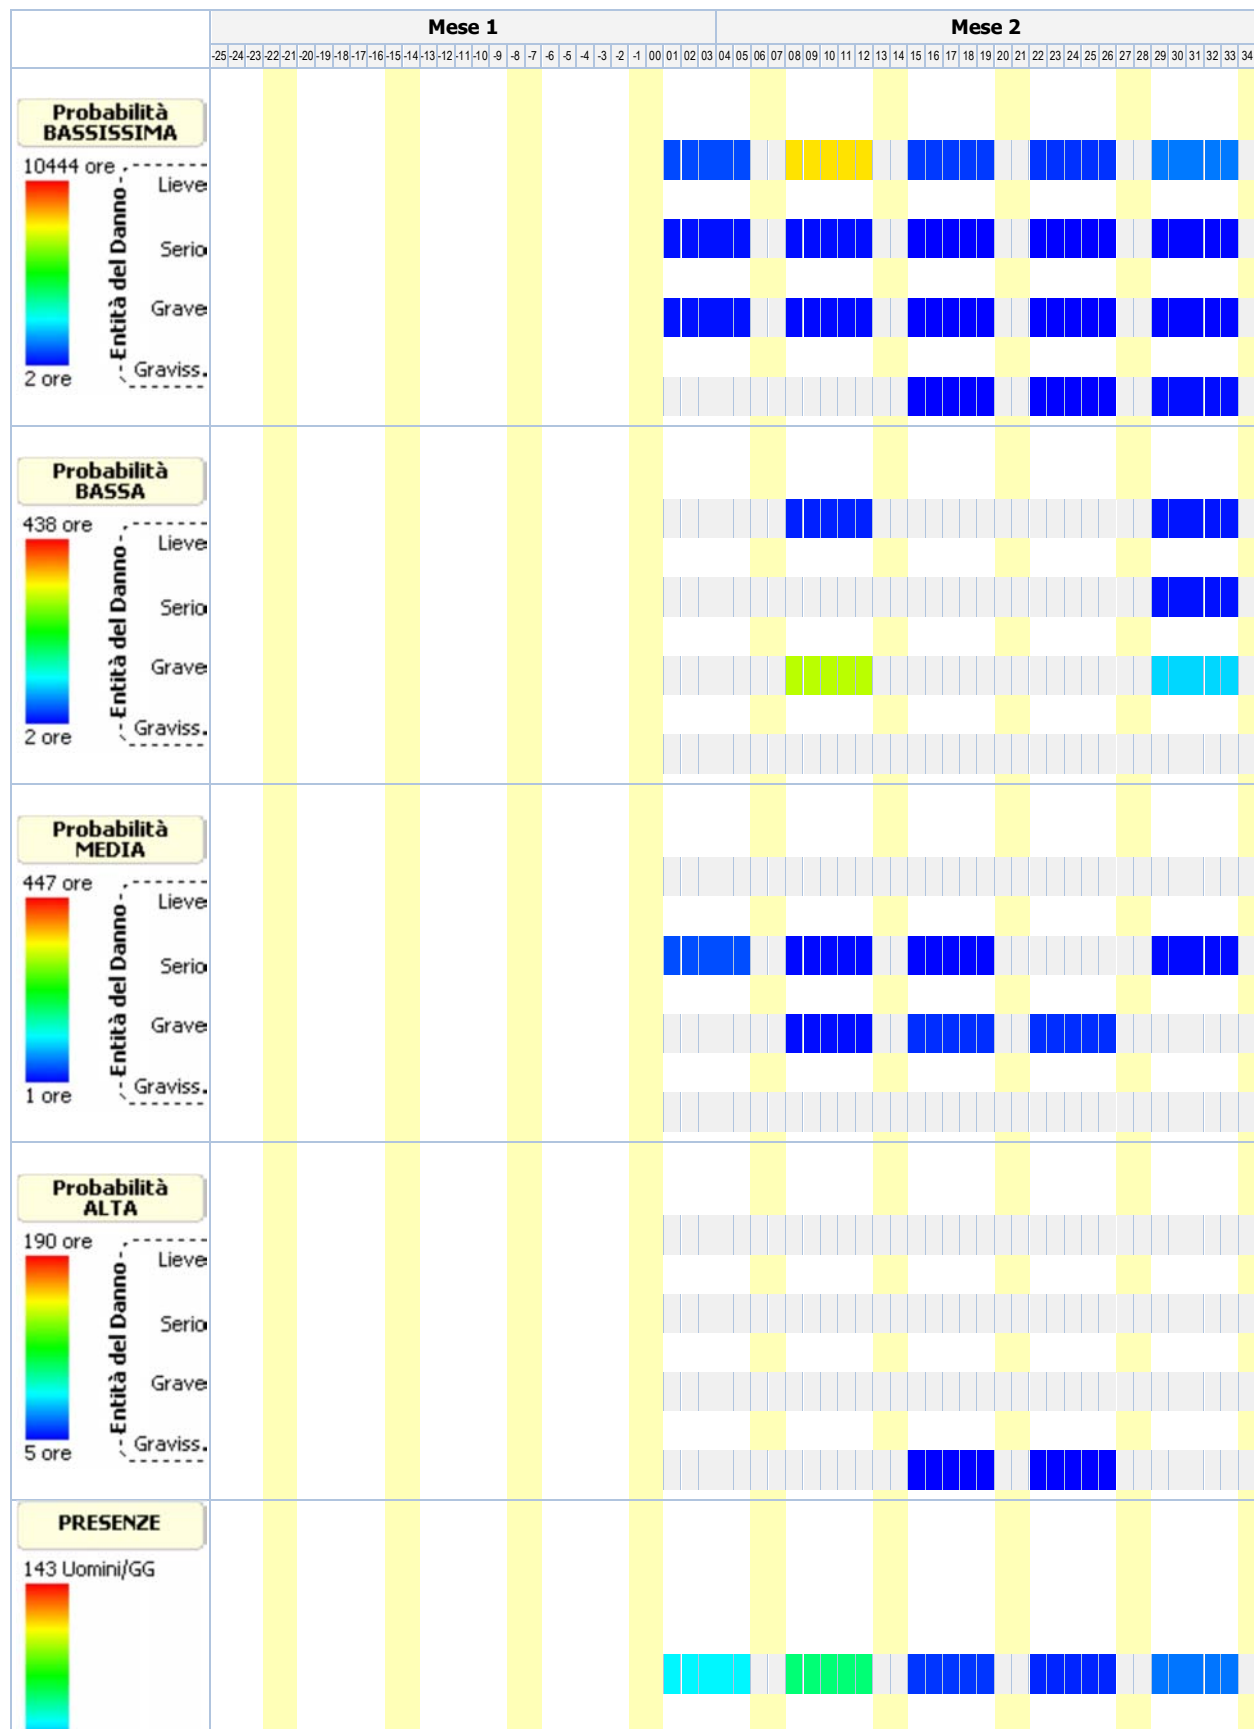 Mese 1 Mese 2
-25 -24 -23 -22 -21 -20 -19 -18 -17 -16 -15 -14 -13 -12 -11 -10 -9 -8 -7 -6 -5 -4 -3 -2 -1 00 01 02 03 04 05 06 07 08 09 10 11 12 13 14 15 16 17 18 19 20 21 22 23 24 25 26 27 28 29 30 31 32 33 34
Probabilità
BASSISSIMA
10444 ore
Entità del Danno
Lieve
Serio
Grave
Graviss.
2 ore
Probabilità
BASSA
438 ore
Entità del Danno
Lieve
Serio
Grave
Graviss.
2 ore
Probabilità
MEDIA
447 ore
Entità del Danno
Lieve
Serio
Grave
Graviss.
1 ore
Probabilità
ALTA
190 ore
Entità del Danno
Lieve
Serio
Grave
Graviss.
5 ore
PRESENZE
143 Uomini/GG